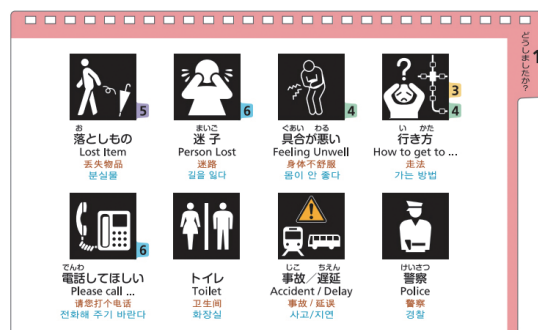 どうしましたか?
1
5
お
落としもの
Lost Item
丢失物品
분실물
6
まいご
迷子
Person Lost
迷路
길을 잃다
4
ぐあい わる
具合が悪い
Feeling Unwell
身体不舒服
몸이 안 좋다
?
3
4
い かた
行き方
How to get to ...
走法
가는 방법
6
でんわ
電話してほしい
Please call ...
请您打个电话
전화해 주기 바란다
トイレ
Toilet
卫生间
화장실
じこ ちえん
事故/遅延
Accident / Delay
事故/延误
사고/지연
けいさつ
警察
Police
警察
경찰